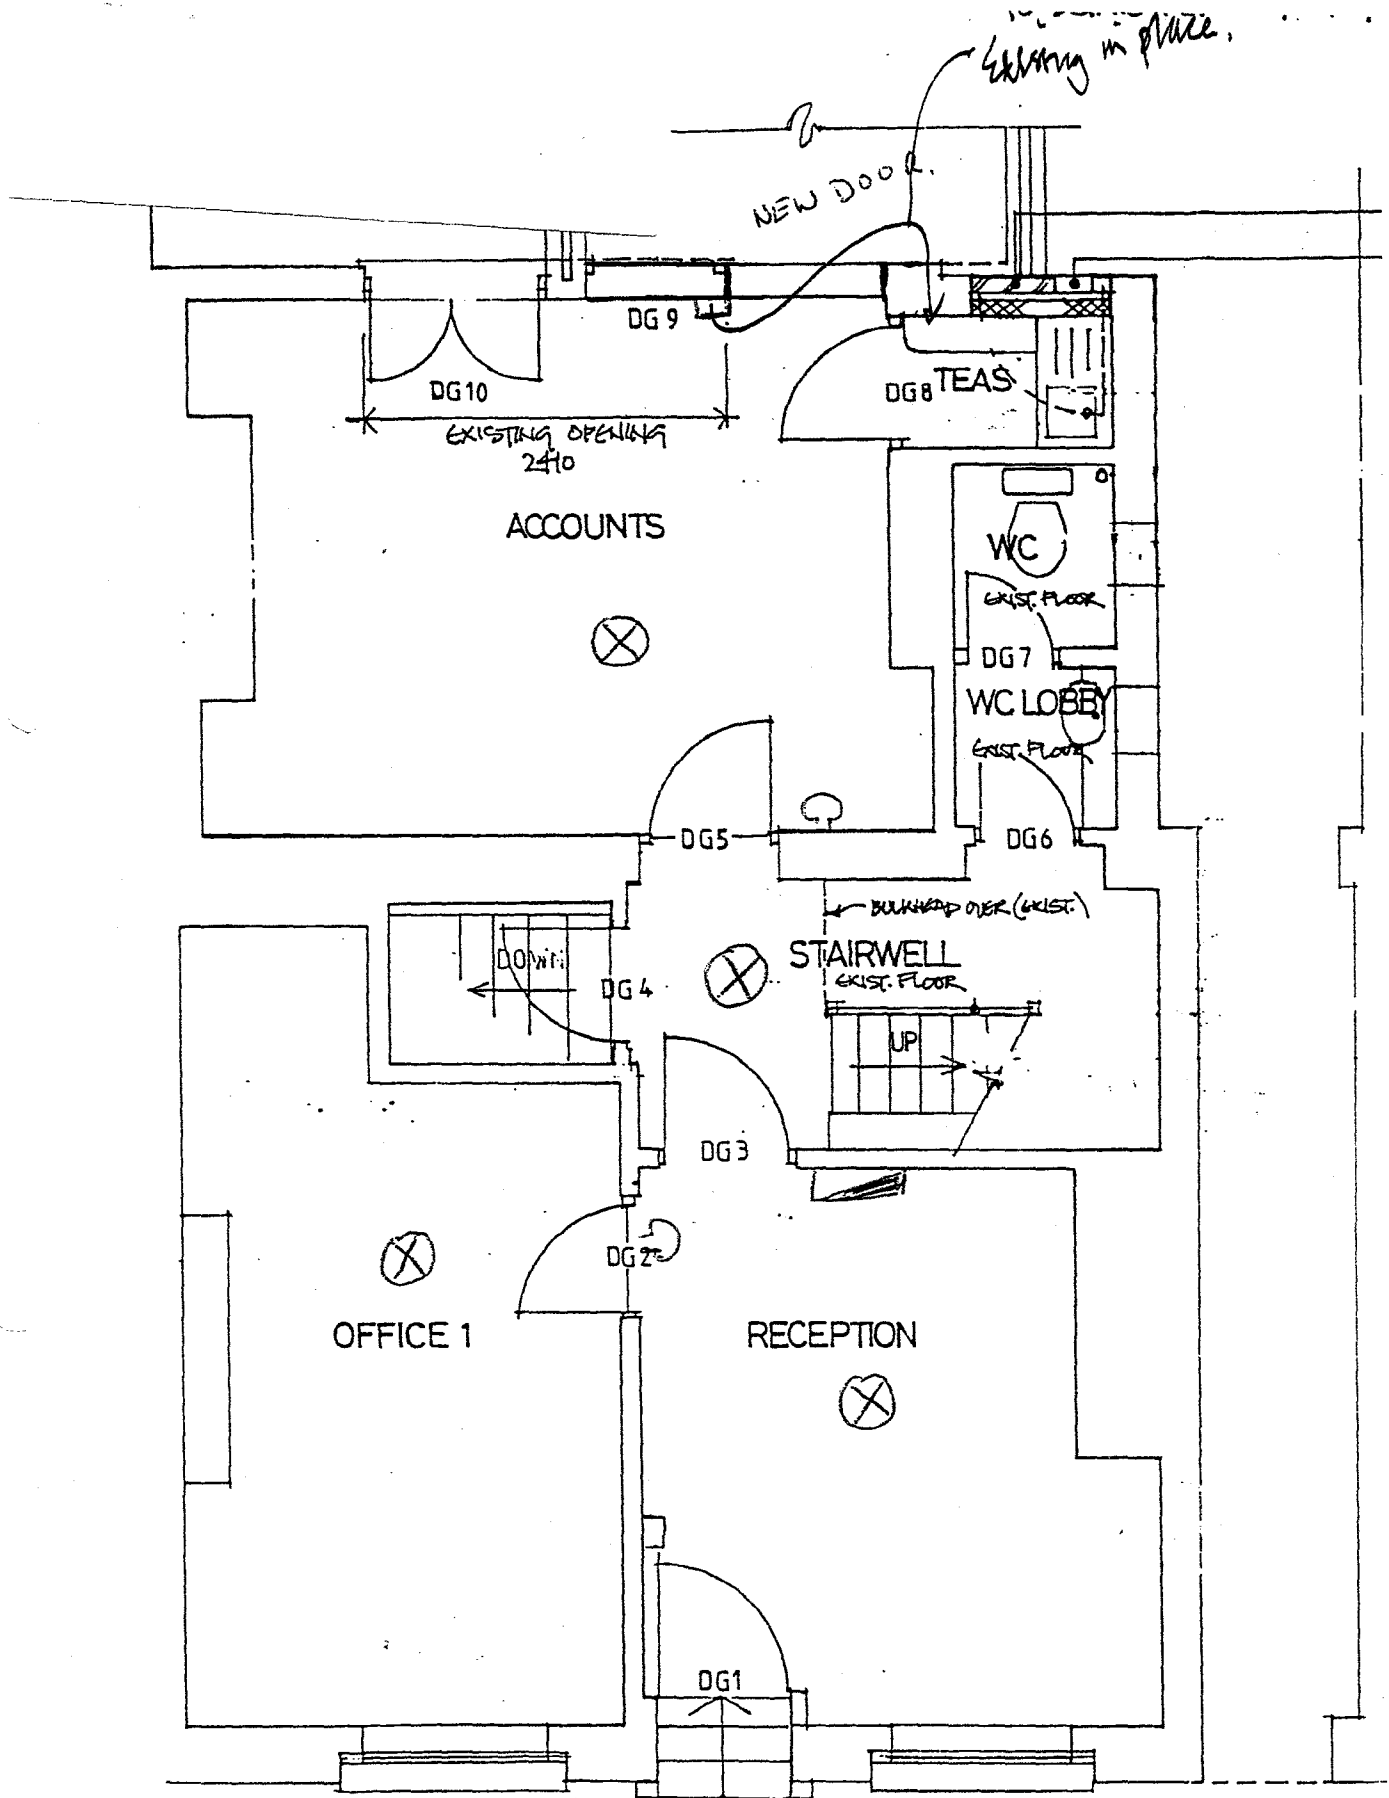 Existing in place.
NEW DOOR.
DG 9
DG10
DG8
TEAS
EXISTING OPENING
2410
ACCOUNTS
WC
EXIST. FLOOR
DG7
WC LOBBY
EXIST. FLOOR
DG5
DG6
BULKHEAD OVER (EXIST.)
DOWN
STAIRWELL
EXIST. FLOOR
DG4
UP
DG3
DG2
OFFICE 1
RECEPTION
DG1